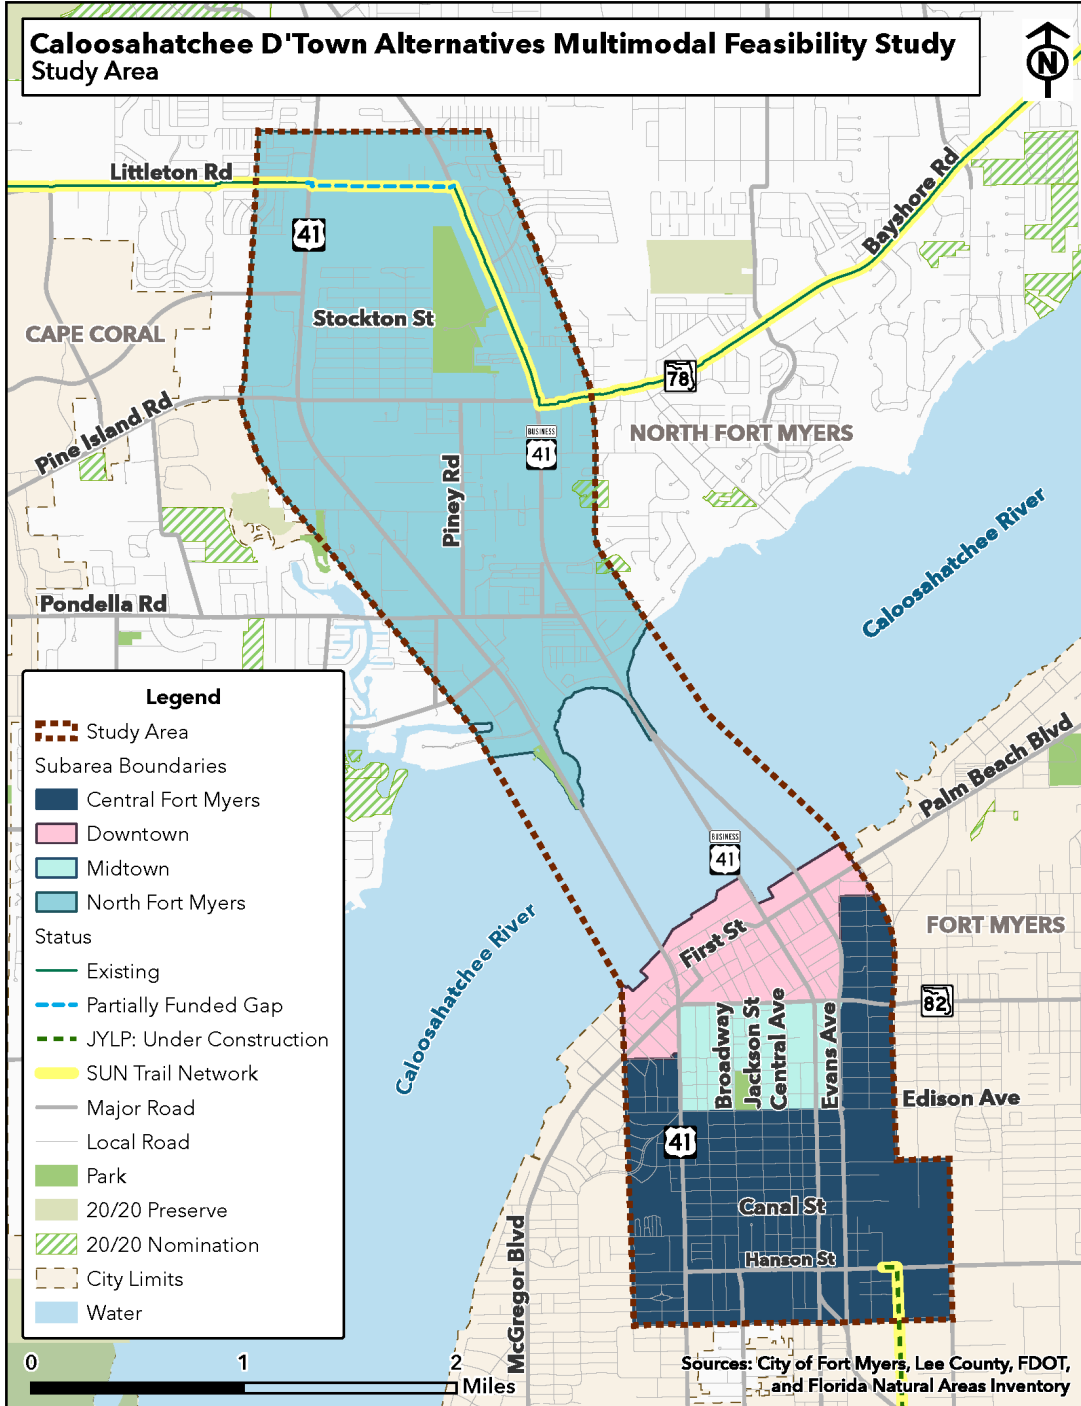 Caloosahatchee D'Town Alternatives Multimodal Feasibility Study
Study Area
N
Littleton Rd
Bayshore Rd
41
Stockton St
CAPE CORAL
78
Pine Island Rd
NORTH FORT MYERS
BUSINESS
41
Piney Rd
Caloosahatchee River
Pondella Rd
Legend
Study Area
Subarea Boundaries
Central Fort Myers
Downtown
Midtown
North Fort Myers
Status
Existing
Partially Funded Gap
JYLP: Under Construction
SUN Trail Network
Major Road
Local Road
Park
20/20 Preserve
20/20 Nomination
City Limits
Water
Palm Beach Blvd
BUSINESS
41
First St
FORT MYERS
Caloosahatchee River
82
Broadway
Jackson St
Central Ave
Evans Ave
Edison Ave
41
Canal St
Hanson St
McGregor Blvd
0 1 2
Miles
Sources: City of Fort Myers, Lee County, FDOT,
and Florida Natural Areas Inventory